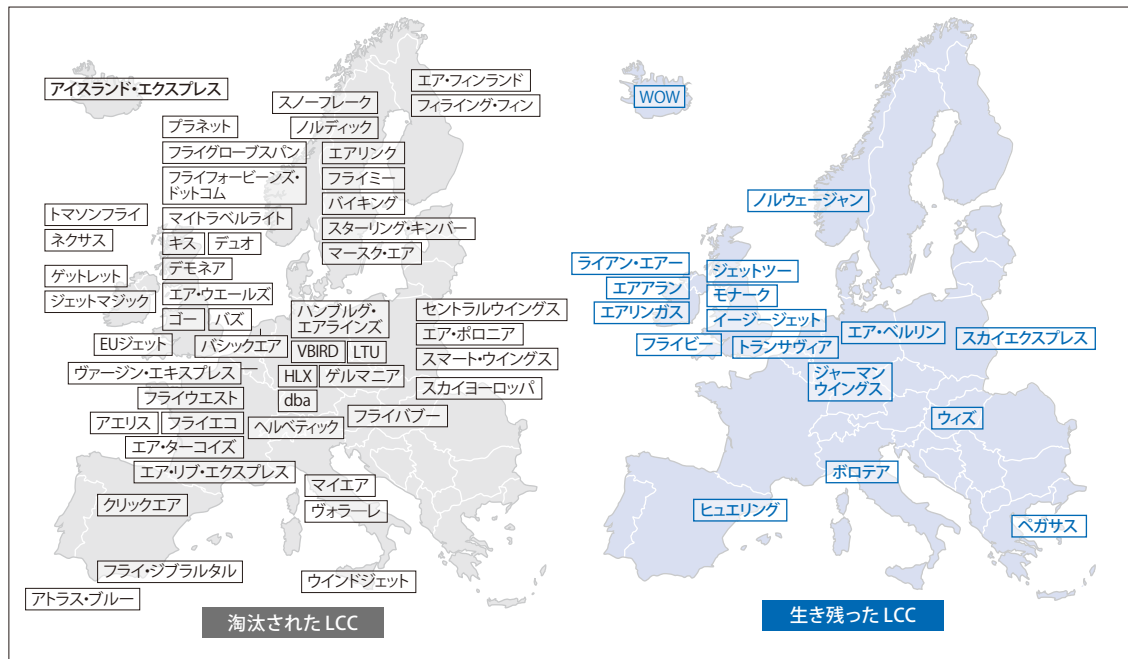 アイスランド・エクスプレス
エア・フィンランド
フィライング・フィン
スノーフレーク
ノルディック
プラネット
フライグローブスパン
エアリンク
フライフォービーンズ・
ドットコム
フライミー
バイキング
トマソンフライ
マイトラベルライト
スターリング・キンバー
ネクサス
キス
デュオ
マースク・エア
デモネア
ゲットレット
ジェットマジック
エア・ウエールズ
ゴー
バズ
ハンブルグ・
エアラインズ
セントラルウイングス
EUジェット
バシックエア
VBIRD
LTU
エア・ポロニア
スマート・ウイングス
ヴァージン・エキスプレス
HLX
ゲルマニア
スカイヨーロッパ
フライウエスト
dba
アエリス
フライエコ
ヘルベティック
フライバブー
エア・ターコイズ
エア・リブ・エクスプレス
マイエア
クリックエア
ヴォラーレ
フライ・ジブラルタル
ウインドジェット
アトラス・ブルー
淘汰された LCC
WOW
ノルウェージャン
ライアン・エアー
ジェットツー
エアアラン
モナーク
エアリンガス
イージージェット
フライビー
トランサヴィア
エア・ベルリン
スカイエクスプレス
ジャーマン
ウイングス
ウィズ
ボロテア
ヒュエリング
ペガサス
生き残った LCC